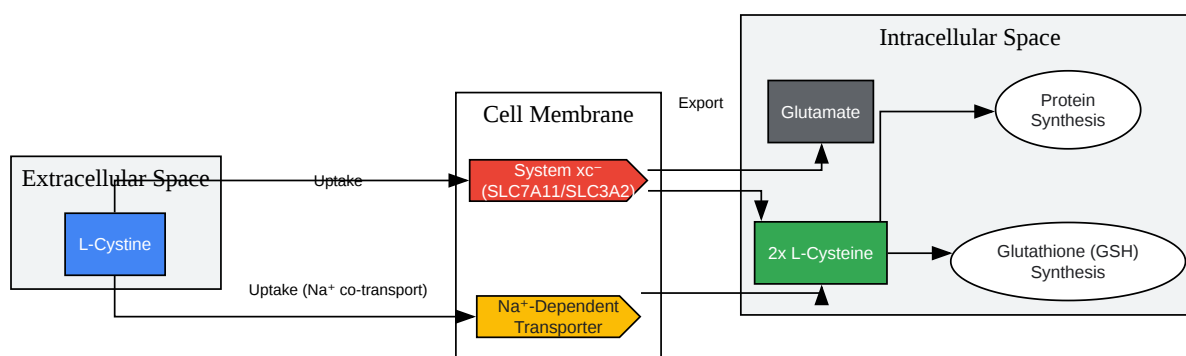 Extracellular Space
L-Cystine
Uptake
Uptake (Na⁺ co-transport)
Cell Membrane
System xc⁻
(SLC7A11/SLC3A2)
Na⁺-Dependent
Transporter
Export
Intracellular Space
Glutamate
2x L-Cysteine
Protein
Synthesis
Glutathione (GSH)
Synthesis